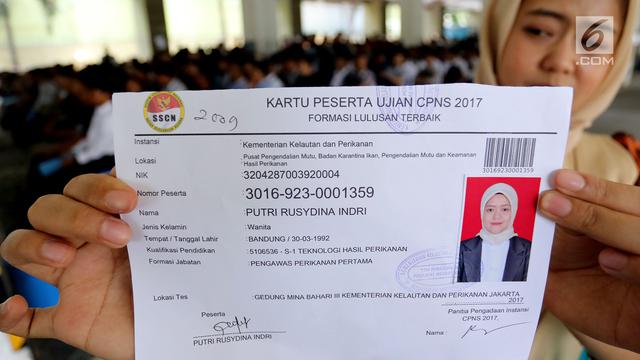 6
.COM
SSCN
2009
KARTU PESERTA UJIAN CPNS 2017
FORMASI LULUSAN TERBAIK
Instansi : Kementerian Kelautan dan Perikanan
Lokasi : Pusat Pengendalian Mutu, Badan Karantina Ikan, Pengendalian Mutu dan Keamanan
Hasil Perikanan
NIK : 3204287003920004
Nomor Peserta : 3016-923-0001359
Nama : PUTRI RUSYDINA INDRI
Jenis Kelamin : Wanita
Tempat / Tanggal Lahir : BANDUNG / 30-03-1992
Kualifikasi Pendidikan : 5106536 - S-1 TEKNOLOGI HASIL PERIKANAN
Formasi Jabatan : PENGAWAS PERIKANAN PERTAMA
30169230001359
Lokasi Tes : GEDUNG MINA BAHARI III KEMENTERIAN KELAUTAN DAN PERIKANAN JAKARTA
2017
Peserta
PUTRI RUSYDINA INDRI
Panitia Pengadaan Instansi
CPNS 2017,
Nama :